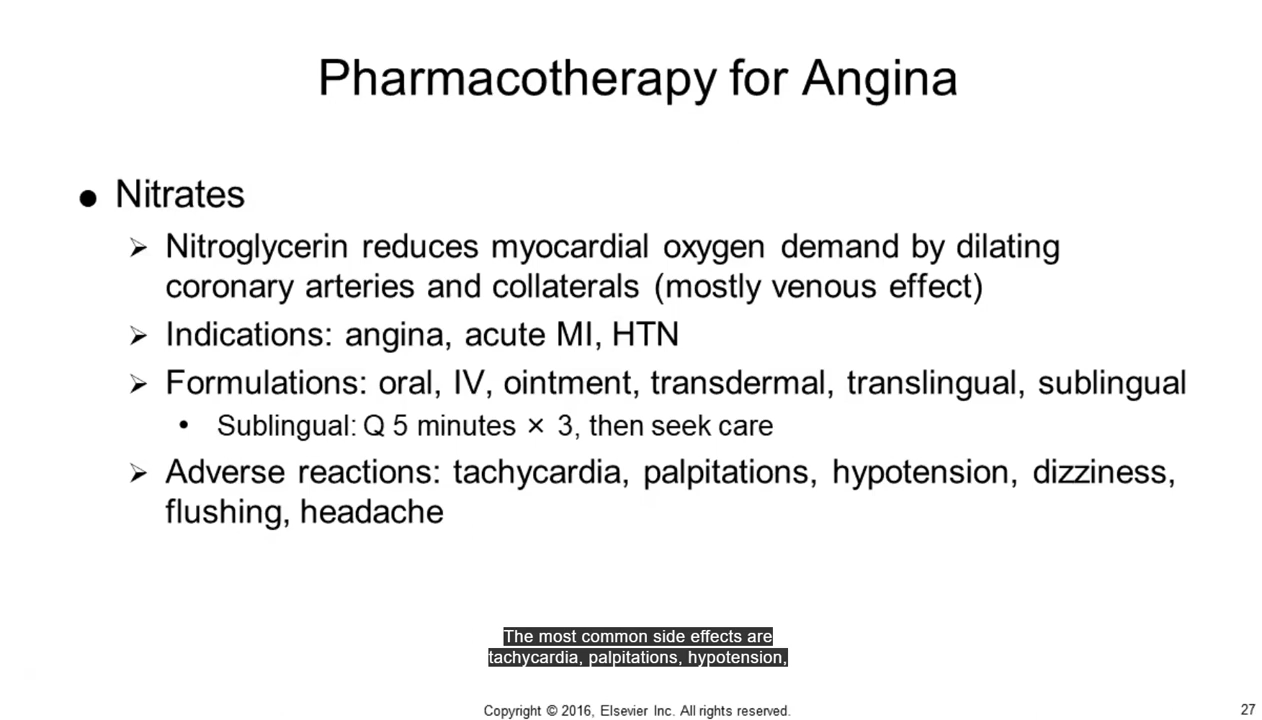 Pharmacotherapy for Angina
● Nitrates
➢ Nitroglycerin reduces myocardial oxygen demand by dilating
coronary arteries and collaterals (mostly venous effect)
➢ Indications: angina, acute MI, HTN
➢ Formulations: oral, IV, ointment, transdermal, translingual, sublingual
• Sublingual: Q 5 minutes × 3, then seek care
➢ Adverse reactions: tachycardia, palpitations, hypotension, dizziness,
flushing, headache
The most common side effects are
tachycardia, palpitations, hypotension,
Copyright © 2016, Elsevier Inc. All rights reserved.
27